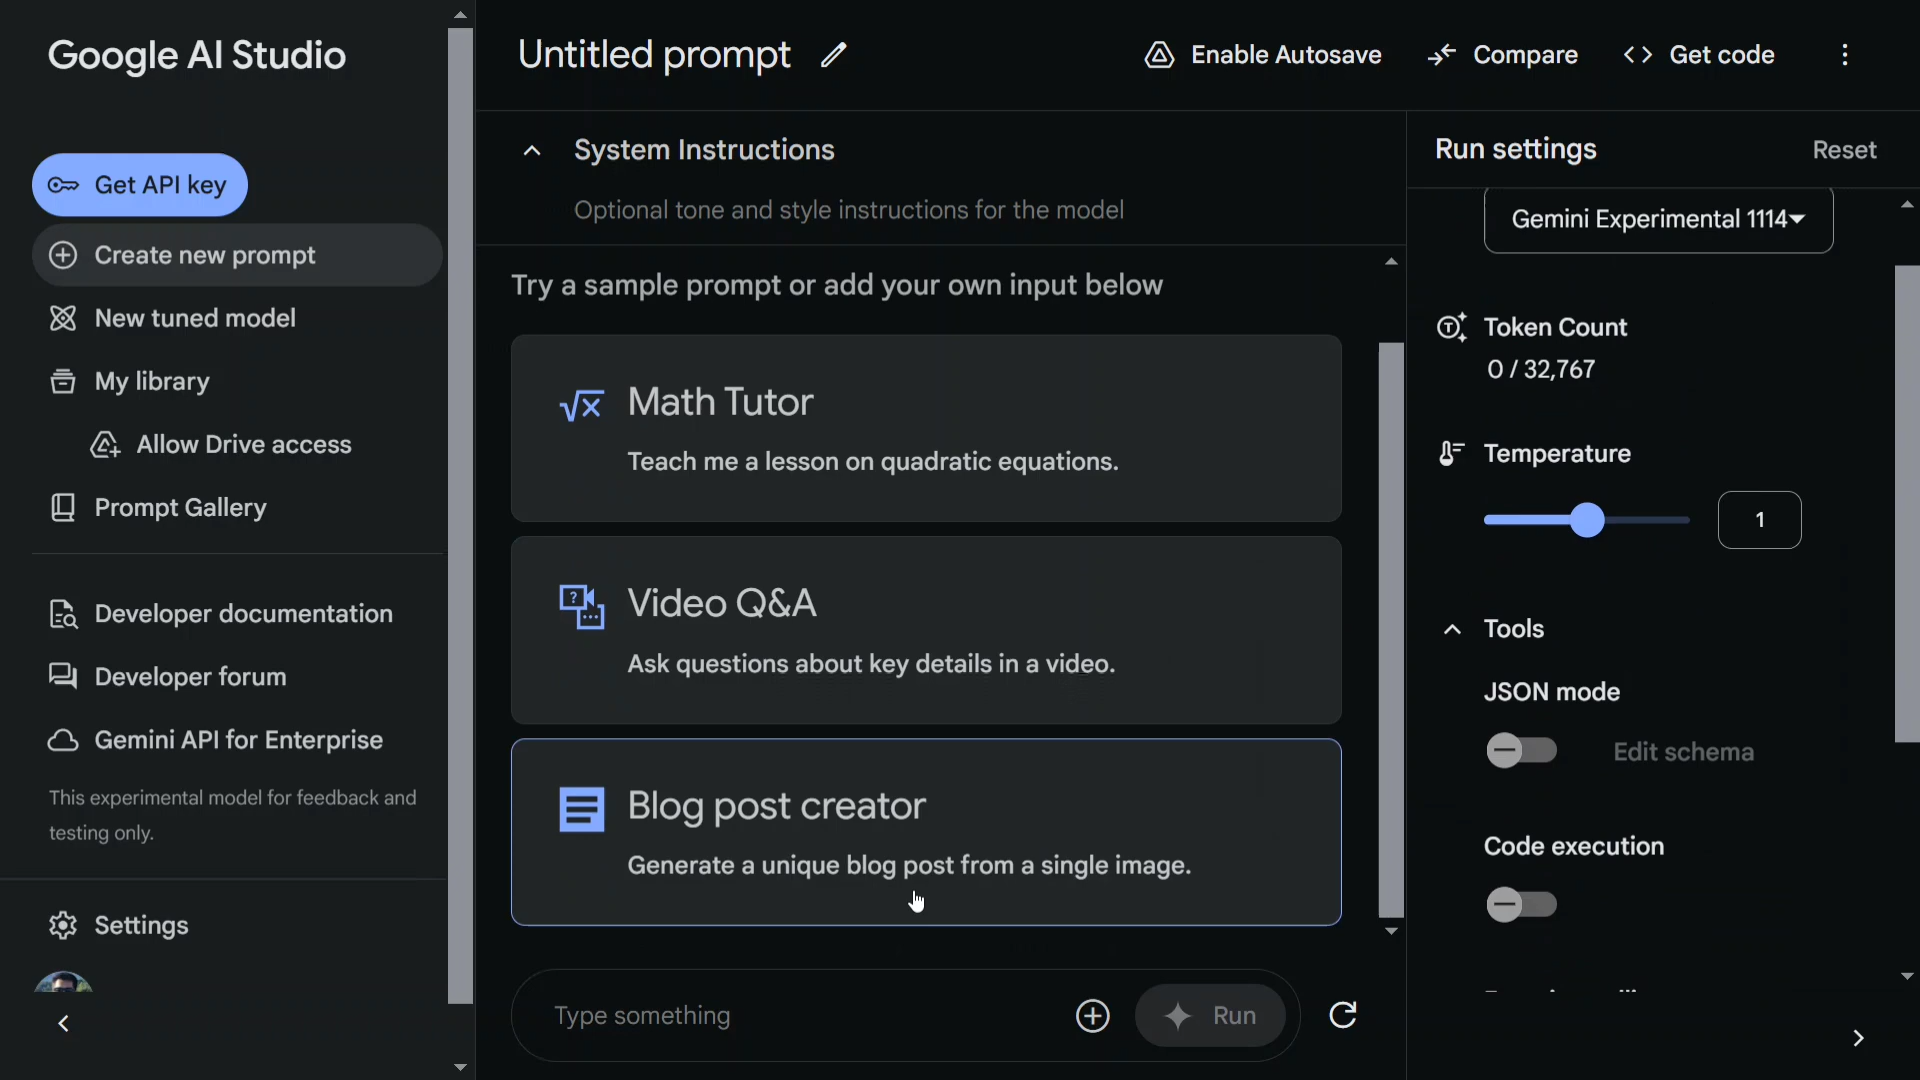 Google AI Studio
Get API key
Create new prompt
New tuned model
My library
Allow Drive access
Prompt Gallery
Developer documentation
Developer forum
Gemini API for Enterprise
This experimental model for feedback and
testing only.
Settings
Untitled prompt
Enable Autosave
Compare
Get code
System Instructions
Optional tone and style instructions for the model
Try a sample prompt or add your own input below
Math Tutor
Teach me a lesson on quadratic equations.
Video Q&A
Ask questions about key details in a video.
Blog post creator
Generate a unique blog post from a single image.
Type something
Run
Run settings
Reset
Gemini Experimental 1114
Token Count
0 / 32,767
Temperature
1
Tools
JSON mode
Edit schema
Code execution